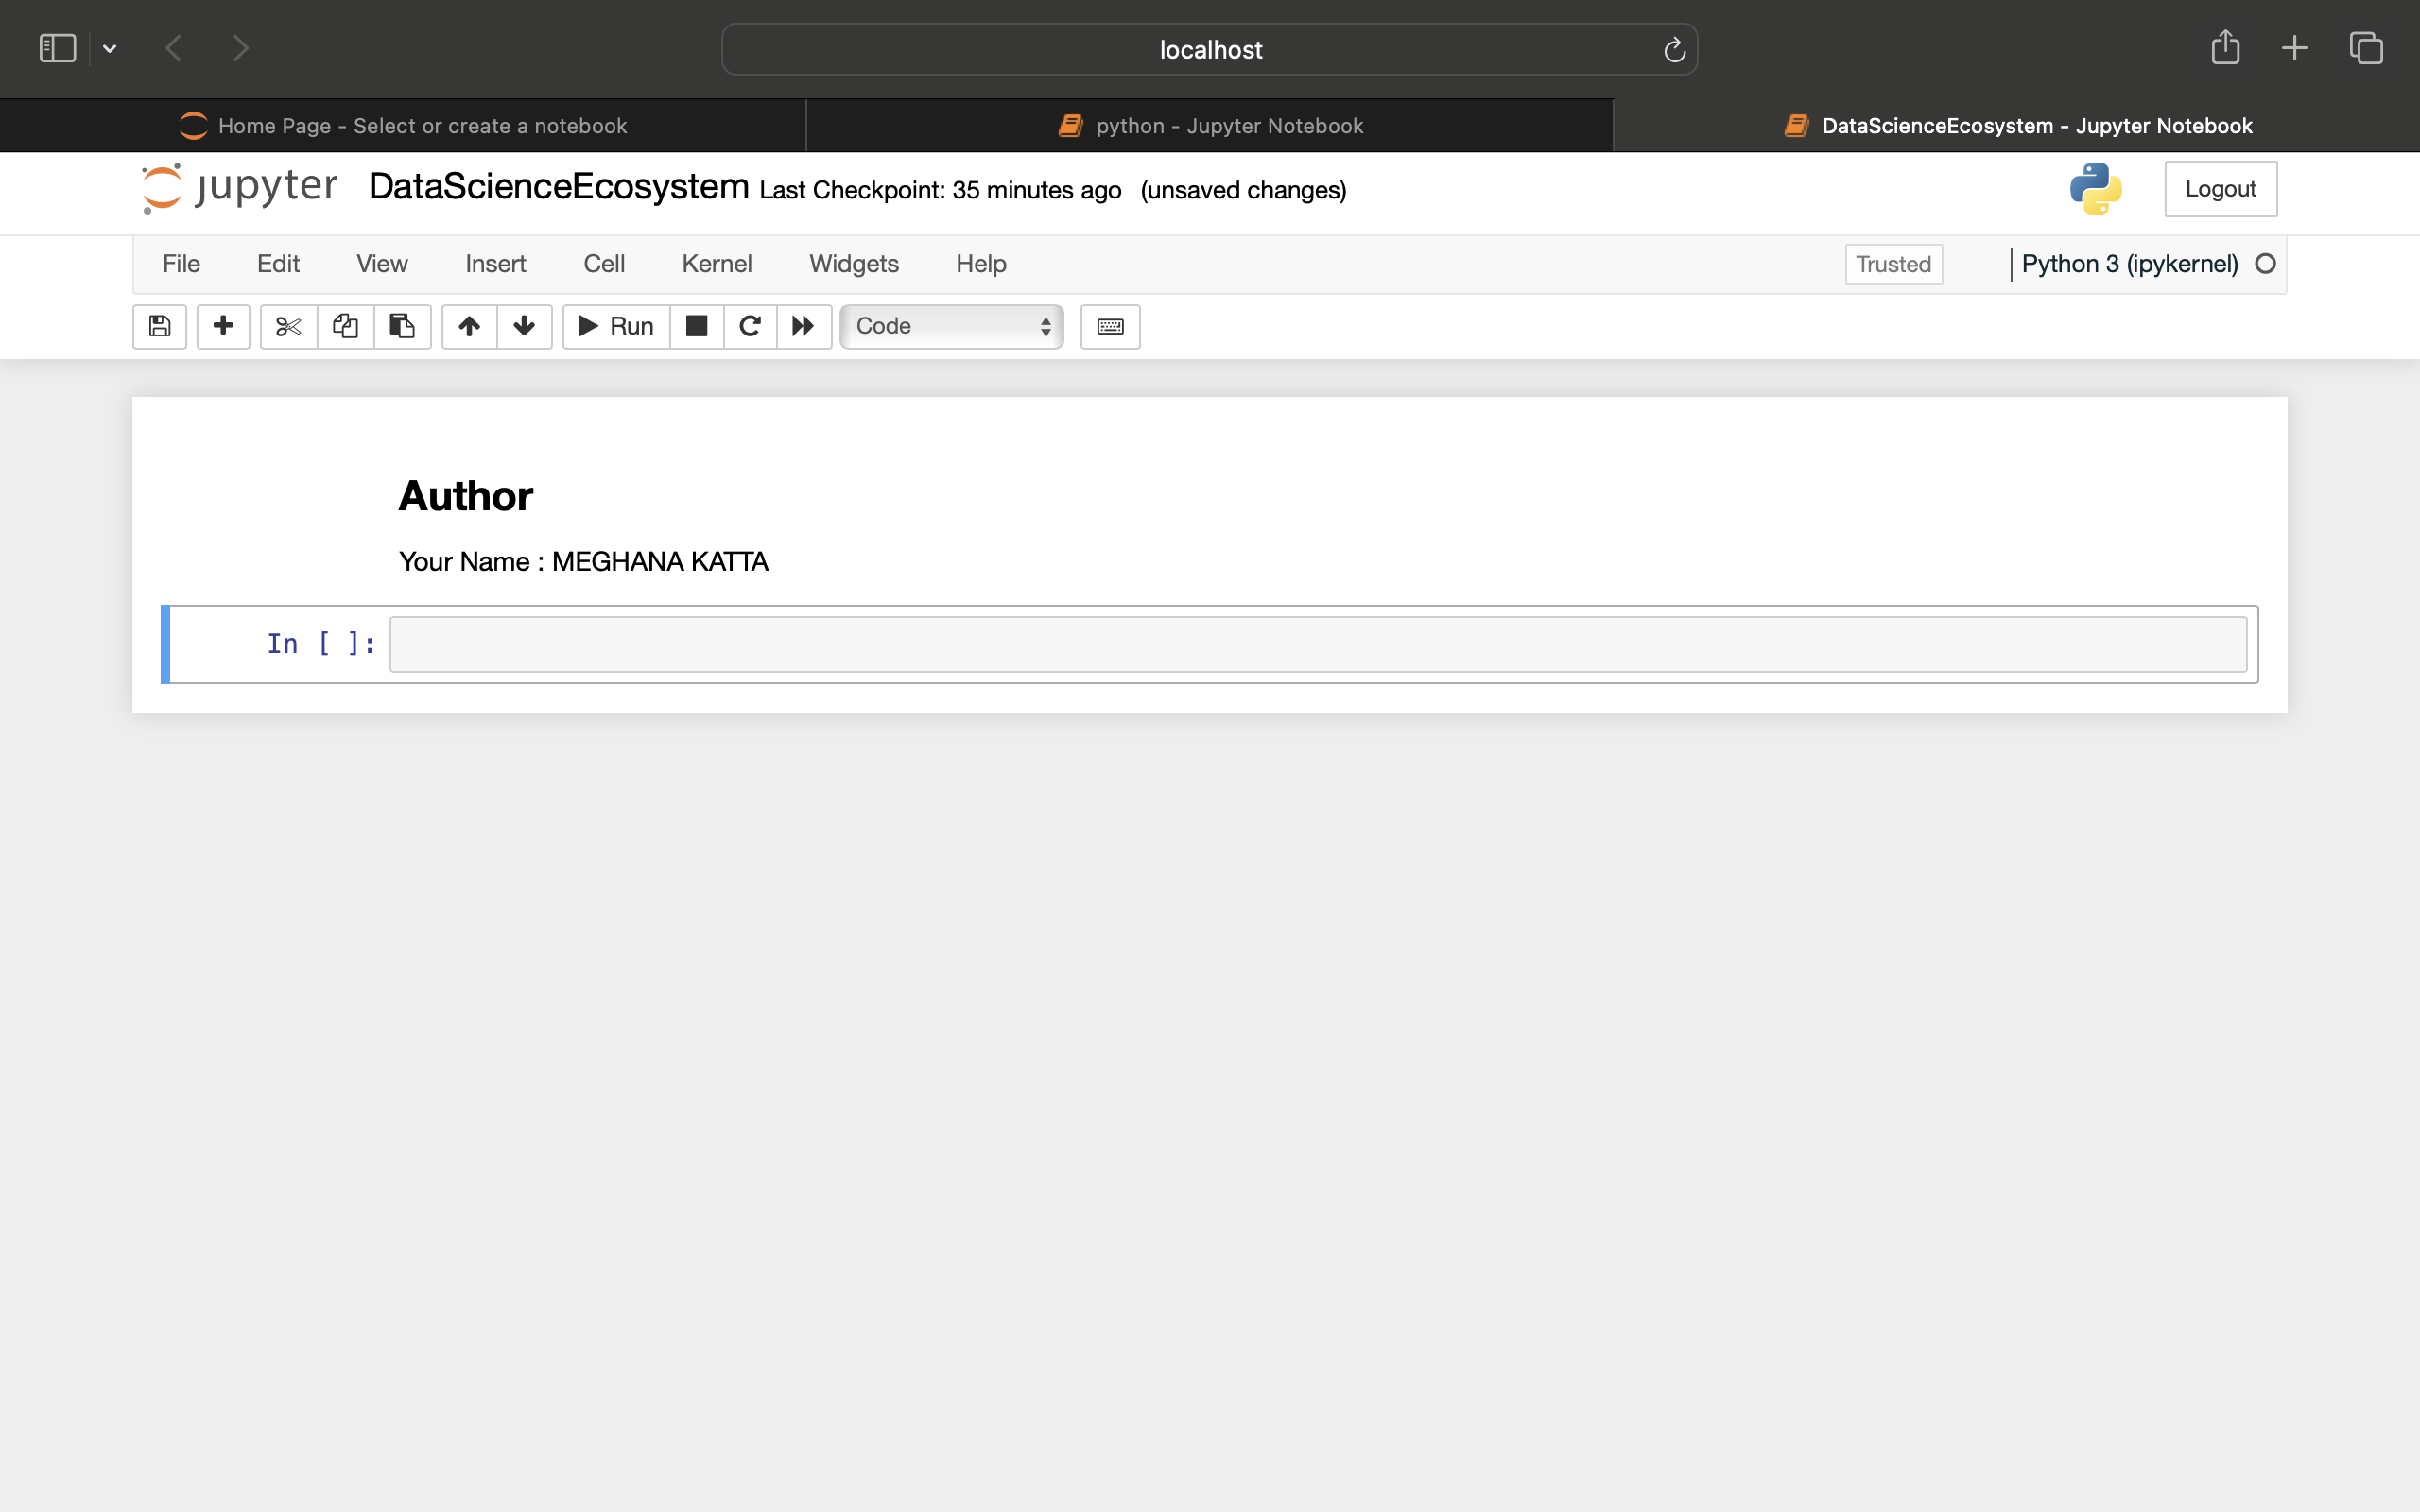 localhost
Home Page - Select or create a notebook
python - Jupyter Notebook
DataScienceEcosystem - Jupyter Notebook
jupyter DataScienceEcosystem Last Checkpoint: 35 minutes ago (unsaved changes)
Logout
File Edit View Insert Cell Kernel Widgets Help
Trusted
Python 3 (ipykernel)
Run
Code
Author
Your Name : MEGHANA KATTA
In [ ]: